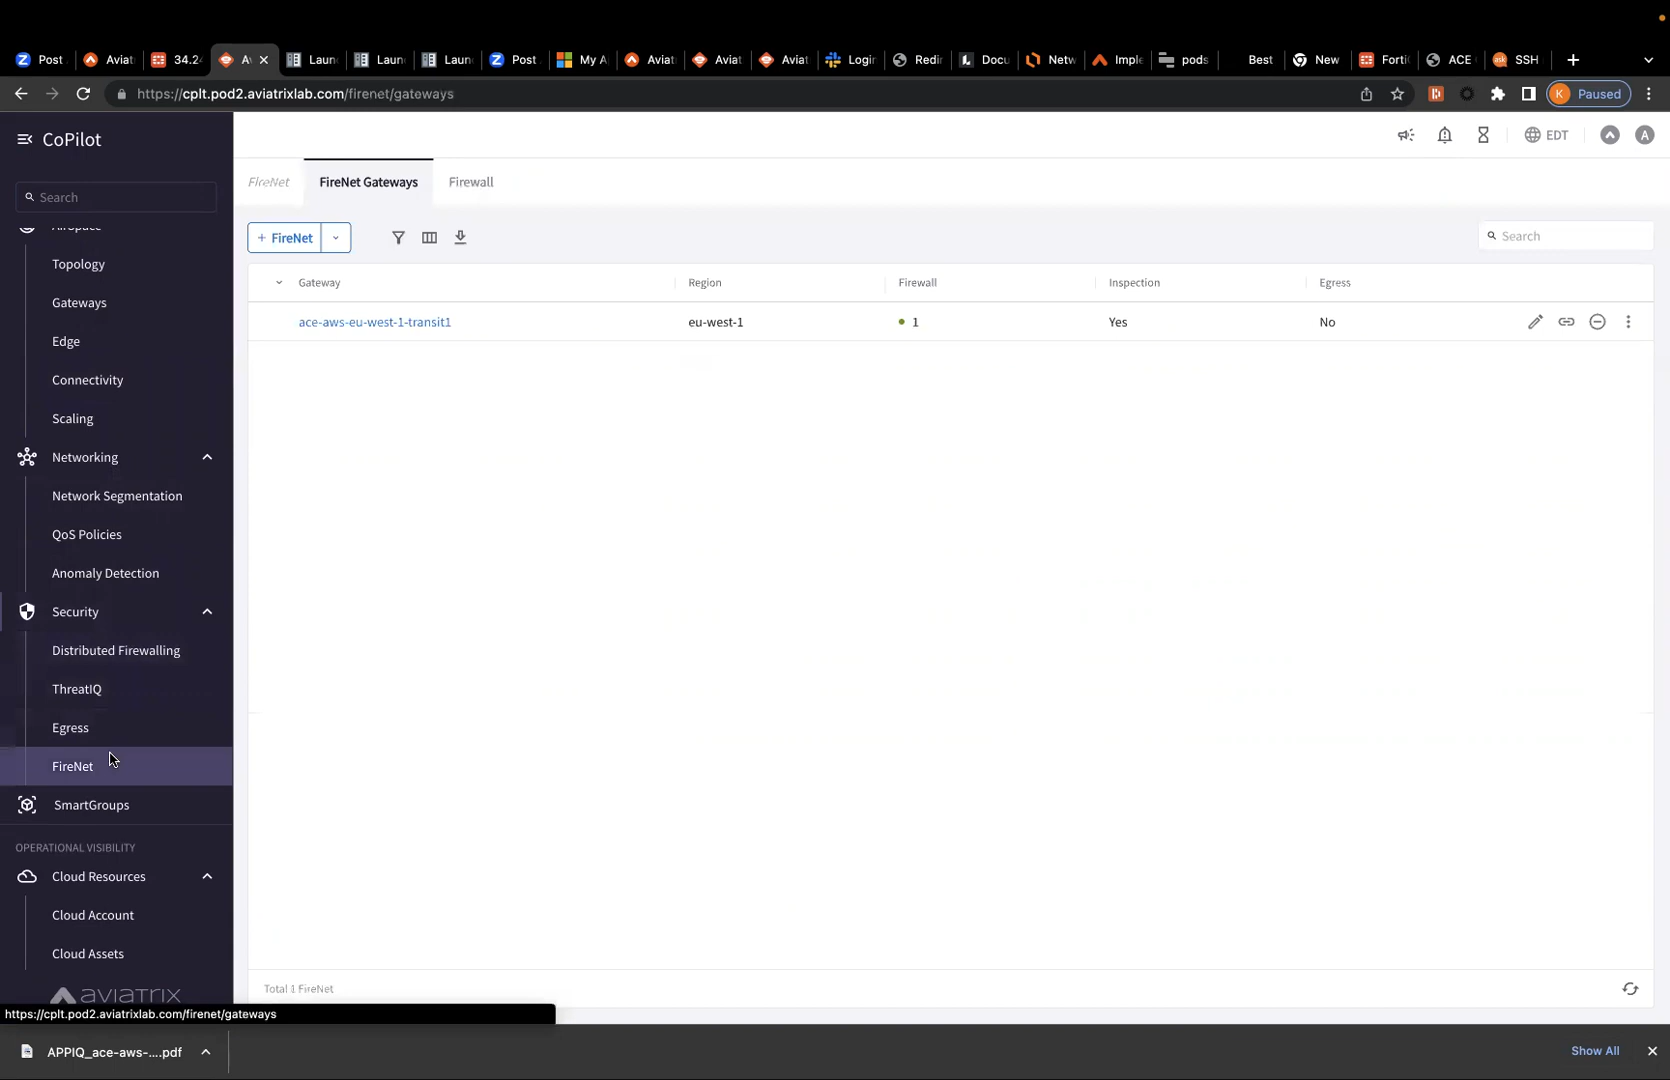 Post
Aviat
34.24
Av
Laun
Laun
Laun
Post
My A
Aviat
Aviat
Aviat
Login
Redir
Docu
Netw
Imple
pods
Best
New
Forti
ACE
SSH
https://cplt.pod2.aviatrixlab.com/firenet/gateways
K Paused
CoPilot
EDT
A
Search
FireNet
FireNet Gateways
Firewall
+ FireNet
Search
AirSpace
Topology
Gateways
Edge
Connectivity
Scaling
Networking
Network Segmentation
QoS Policies
Anomaly Detection
Security
Distributed Firewalling
ThreatIQ
Egress
FireNet
SmartGroups
OPERATIONAL VISIBILITY
Cloud Resources
Cloud Account
Cloud Assets
aviatrix
Gateway Region Firewall Inspection Egress
ace-aws-eu-west-1-transit1 eu-west-1 1 Yes No
Total 1 FireNet
https://cplt.pod2.aviatrixlab.com/firenet/gateways
APPIQ_ace-aws-....pdf
Show All